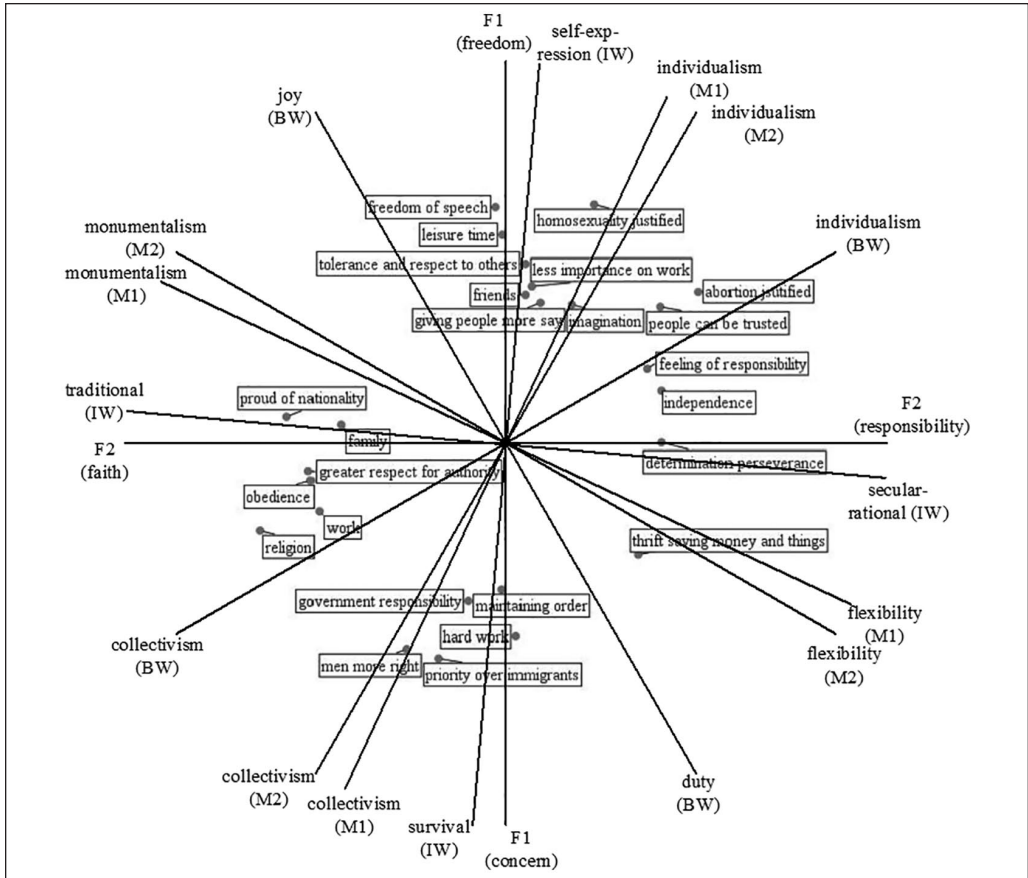 F1
(freedom)
self-exp-
ression (IW)
individualism
(M1)
joy
(BW)
individualism
(M2)
freedom of speech
homosexuality justified
leisure time
monumentalism
(M2)
individualism
(BW)
tolerance and respect to others
less importance on work
monumentalism
(M1)
friends
abortion justified
giving people more say
imagination
people can be trusted
feeling of responsibility
traditional
(IW)
proud of nationality
independence
F2
(responsibility)
F2
(faith)
family
determination perseverance
greater respect for authority
secular-
rational (IW)
obedience
work
religion
thrift saving money and things
government responsibility
maintaining order
flexibility
(M1)
collectivism
(BW)
hard work
flexibility
(M2)
men more right
priority over immigrants
collectivism
(M2)
duty
(BW)
collectivism
(M1)
survival
(IW)
F1
(concern)